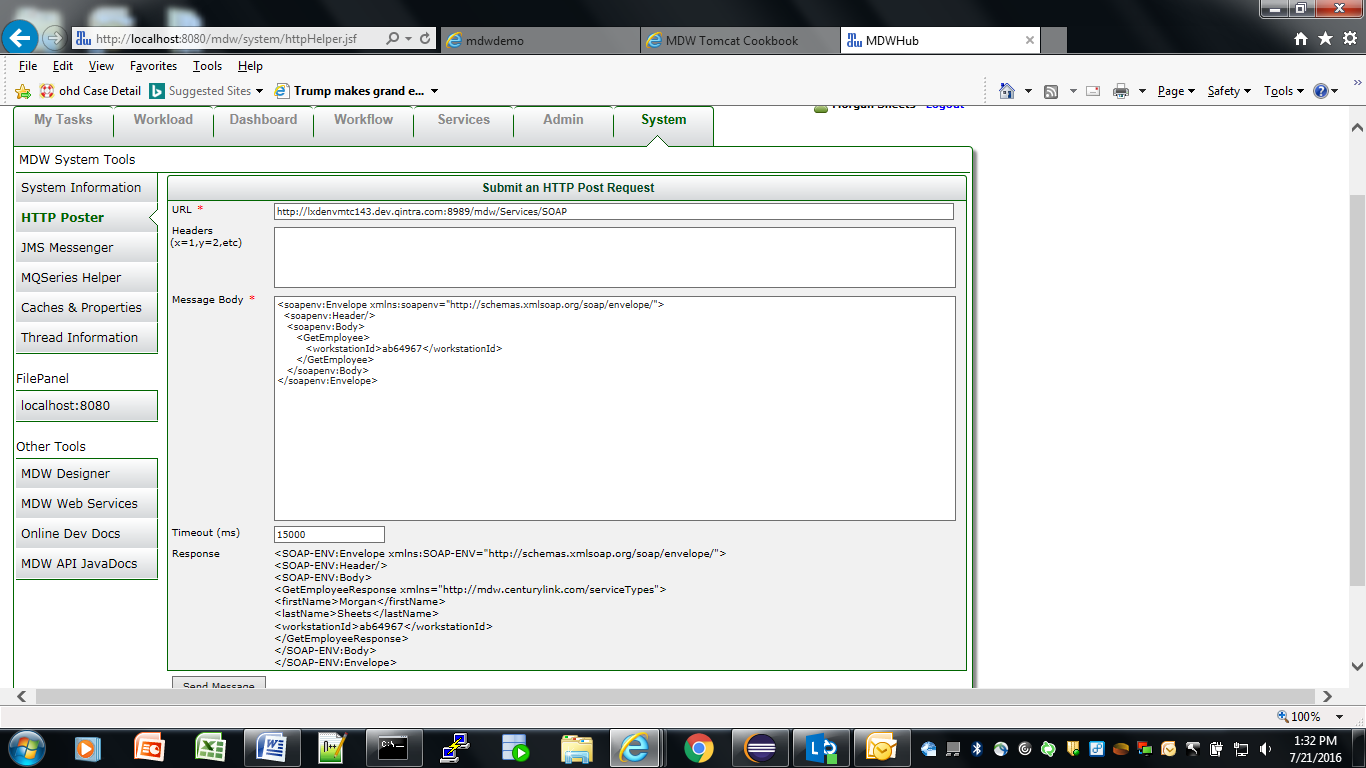 http://localhost:8080/mdw/system/httpHelper.jsf
mdwdemo
MDW Tomcat Cookbook
MDWHub
File Edit View Favorites Tools Help
ohd Case Detail
Suggested Sites
Trump makes grand e...
Page
Safety
Tools
Morgan Sheets
Logout
My Tasks
Workload
Dashboard
Workflow
Services
Admin
System
MDW System Tools
System Information
HTTP Poster
JMS Messenger
MQSeries Helper
Caches & Properties
Thread Information
FilePanel
localhost:8080
Other Tools
MDW Designer
MDW Web Services
Online Dev Docs
MDW API JavaDocs
Submit an HTTP Post Request
URL *
http://lxdenvmtc143.dev.qintra.com:8989/mdw/Services/SOAP
Headers
(x=1,y=2,etc)
Message Body *
<soapenv:Envelope xmlns:soapenv="http://schemas.xmlsoap.org/soap/envelope/">
<soapenv:Header/>
<soapenv:Body>
<GetEmployee>
<workstationId>ab64967</workstationId>
</GetEmployee>
</soapenv:Body>
</soapenv:Envelope>
Timeout (ms)
15000
Response
<SOAP-ENV:Envelope xmlns:SOAP-ENV="http://schemas.xmlsoap.org/soap/envelope/">
<SOAP-ENV:Header/>
<SOAP-ENV:Body>
<GetEmployeeResponse xmlns="http://mdw.centurylink.com/serviceTypes">
<firstName>Morgan</firstName>
<lastName>Sheets</lastName>
<workstationId>ab64967</workstationId>
</GetEmployeeResponse>
</SOAP-ENV:Body>
</SOAP-ENV:Envelope>
Send Message
100%
1:32 PM
7/21/2016